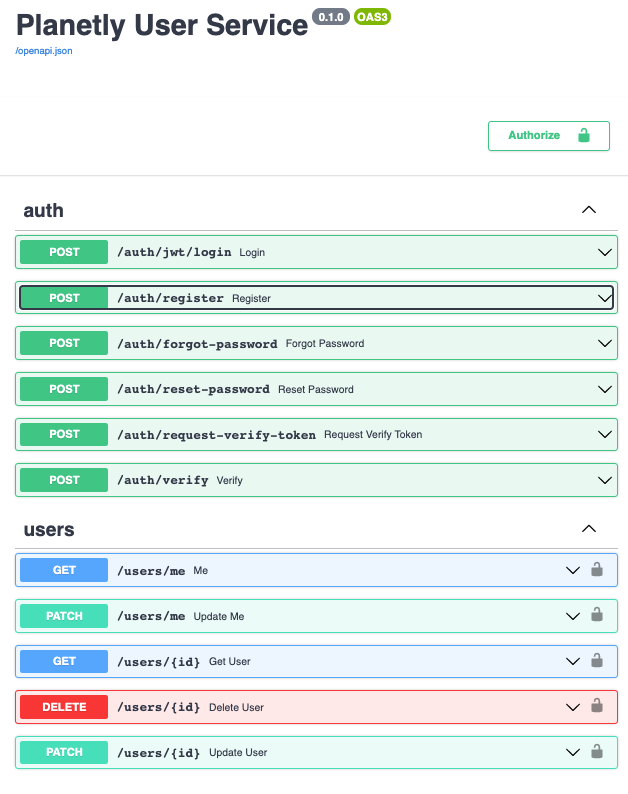 Planetly User Service 0.1.0 OAS3
/openapi.json
Authorize
auth
POST /auth/jwt/login Login
POST /auth/register Register
POST /auth/forgot-password Forgot Password
POST /auth/reset-password Reset Password
POST /auth/request-verify-token Request Verify Token
POST /auth/verify Verify
users
GET /users/me Me
PATCH /users/me Update Me
GET /users/{id} Get User
DELETE /users/{id} Delete User
PATCH /users/{id} Update User